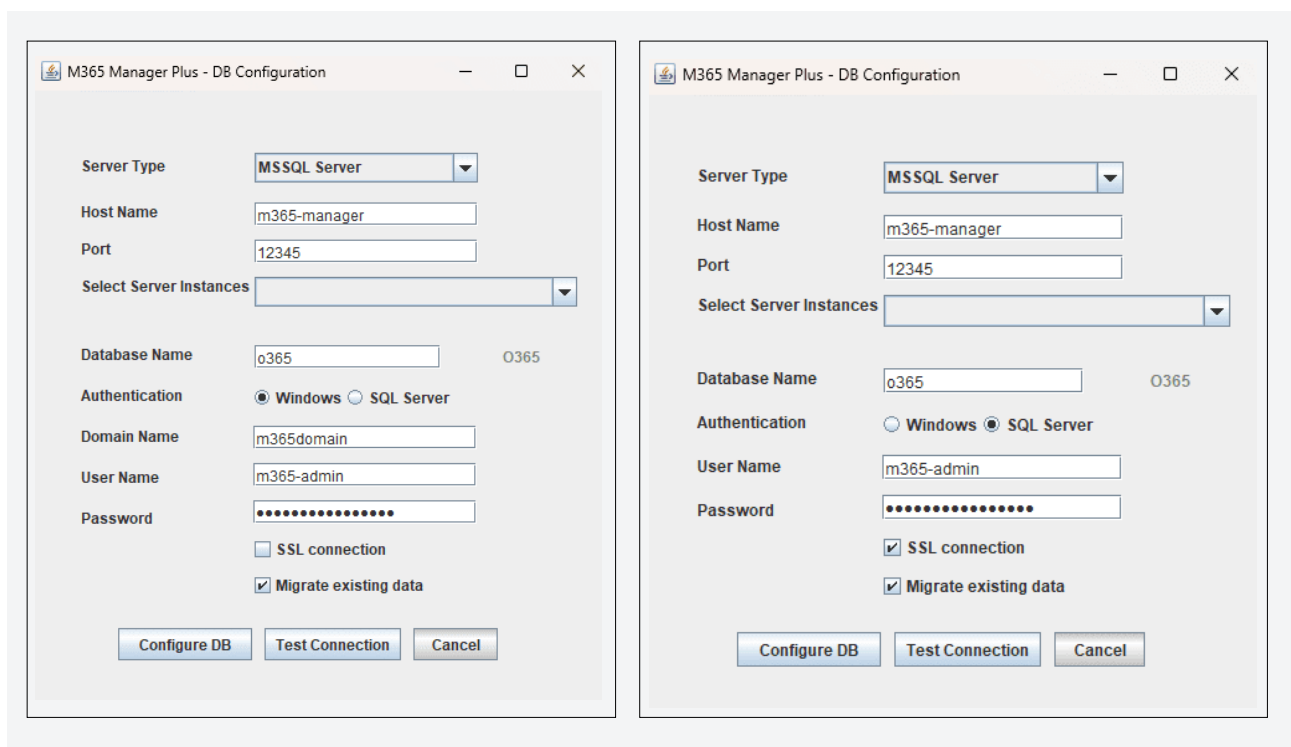 M365 Manager Plus - DB Configuration
Server Type MSSQL Server
Host Name m365-manager
Port 12345
Select Server Instances
Database Name o365 O365
Authentication Windows SQL Server
Domain Name m365domain
User Name m365-admin
Password ••••••••••••••••
SSL connection
Migrate existing data
Configure DB Test Connection Cancel
M365 Manager Plus - DB Configuration
Server Type MSSQL Server
Host Name m365-manager
Port 12345
Select Server Instances
Database Name o365 O365
Authentication Windows SQL Server
User Name m365-admin
Password ••••••••••••••••
SSL connection
Migrate existing data
Configure DB Test Connection Cancel